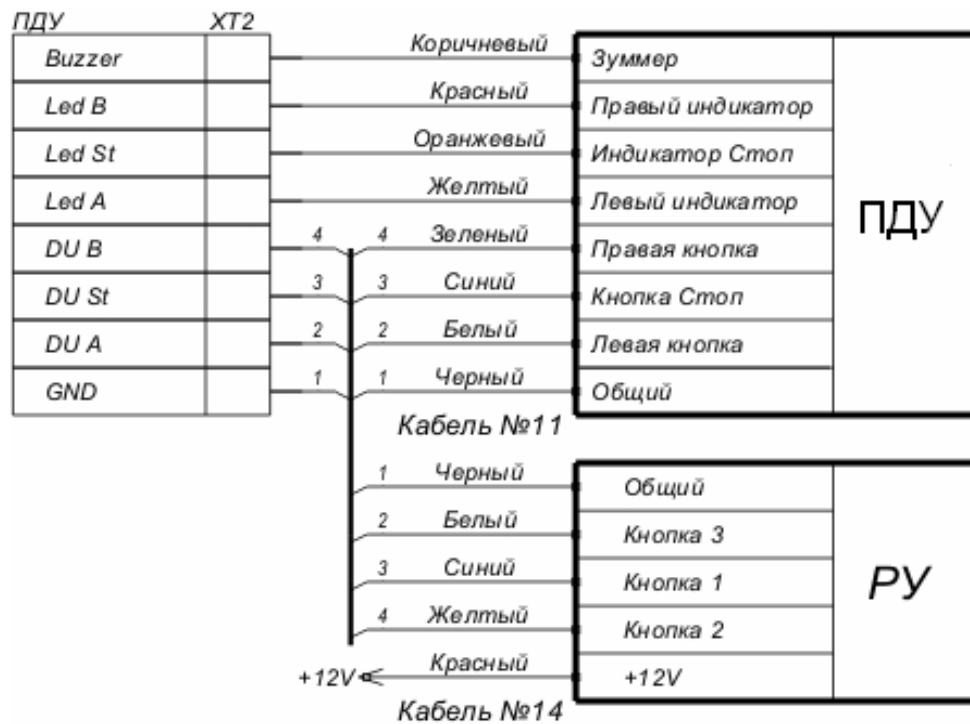 ПДУ XT2
Buzzer Коричневый Зуммер
Led B Красный Правый индикатор
Led St Оранжевый Индикатор Стоп
Led A Желтый Левый индикатор
ПДУ
DU B 4 4 Зеленый Правая кнопка
DU St 3 3 Синий Кнопка Стоп
DU A 2 2 Белый Левая кнопка
GND 1 1 Черный Общий
Кабель №11
1 Черный Общий
2 Белый Кнопка 3
3 Синий Кнопка 1
РУ
4 Желтый Кнопка 2
+12V Красный +12V
Кабель №14